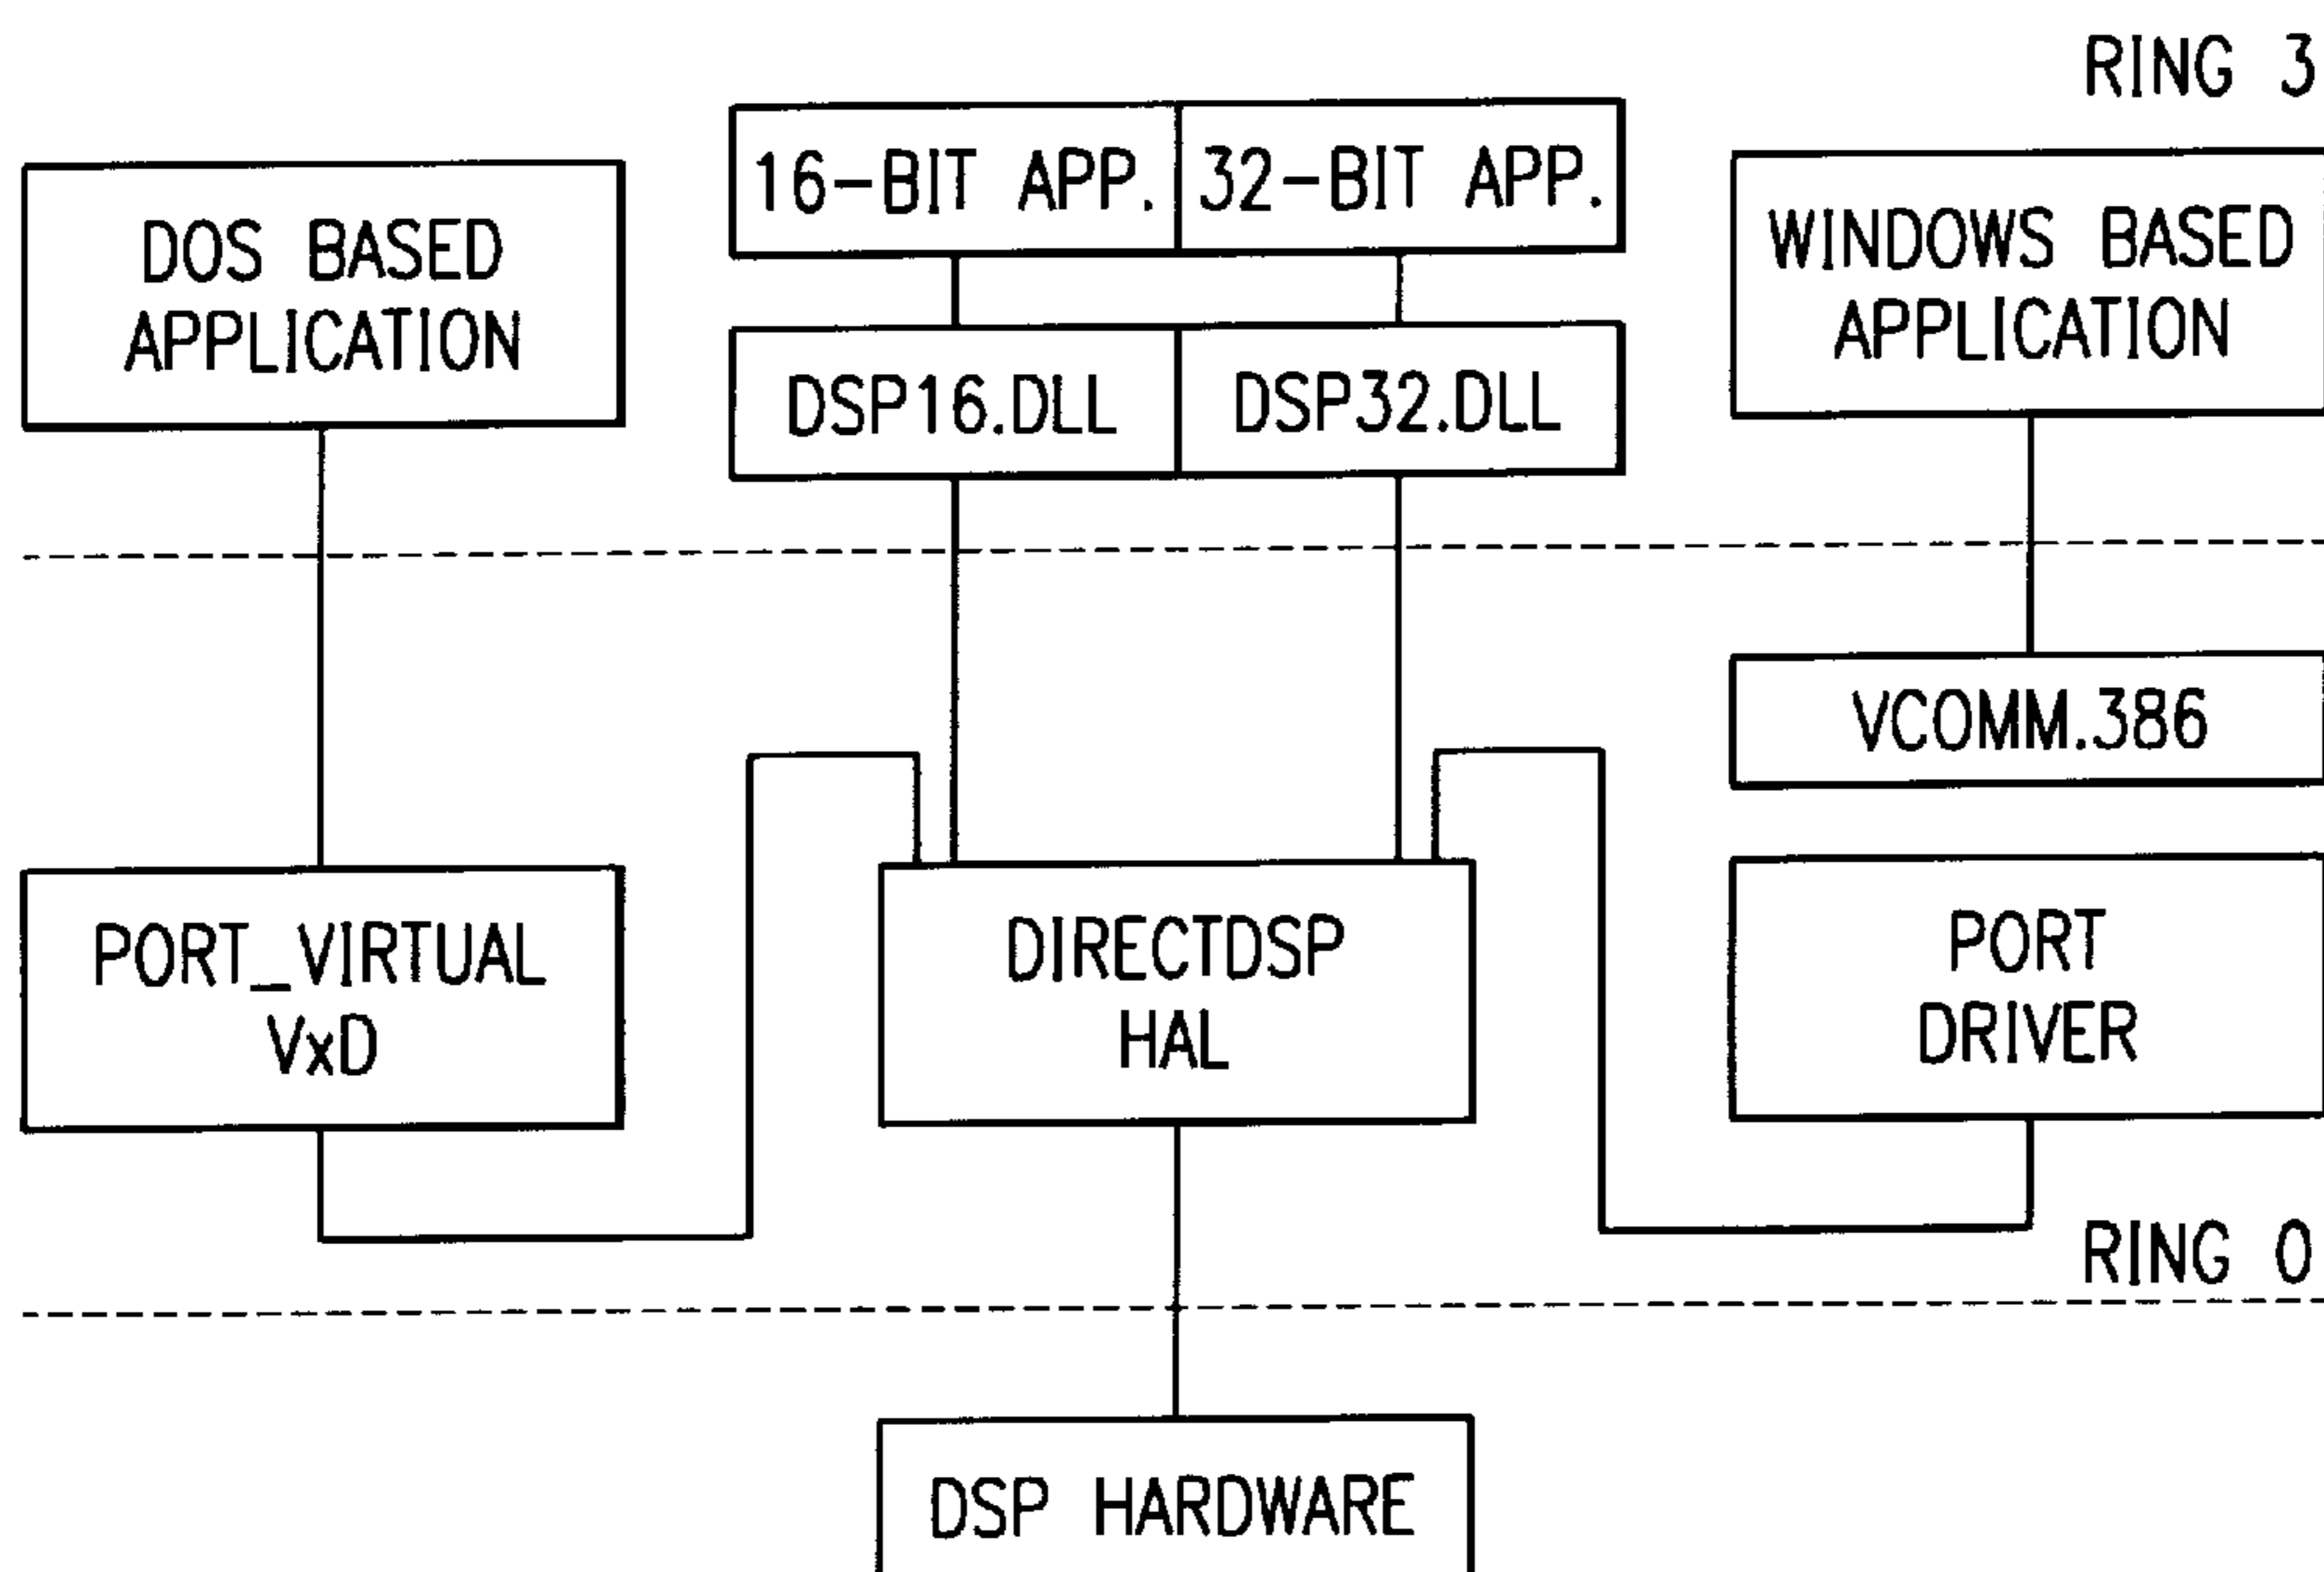 RING 3
16-BIT APP. 32-BIT APP.
DOS BASED
APPLICATION
WINDOWS BASED
APPLICATION
DSP16.DLL DSP32.DLL
VCOMM.386
PORT_VIRTUAL
VxD
DIRECTDSP
HAL
PORT
DRIVER
RING 0
DSP HARDWARE